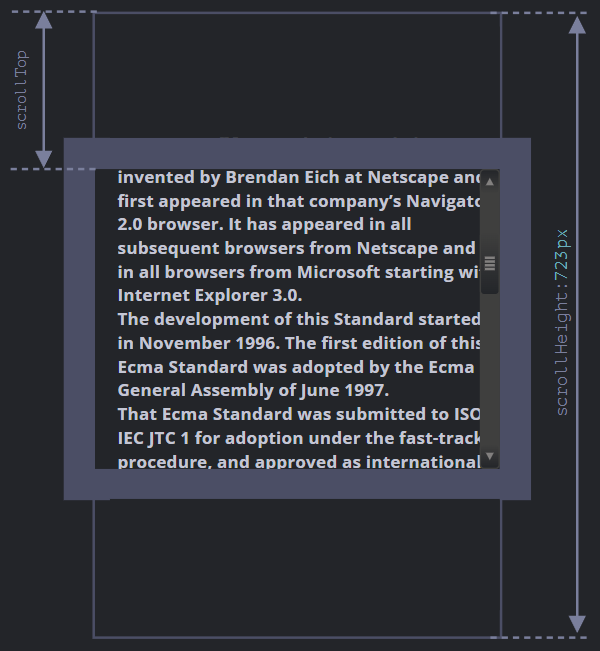 scrollTop
invented by Brendan Eich at Netscape and
first appeared in that company’s Navigato
2.0 browser. It has appeared in all
subsequent browsers from Netscape and
in all browsers from Microsoft starting wi
Internet Explorer 3.0.
The development of this Standard started
in November 1996. The first edition of this
Ecma Standard was adopted by the Ecma
General Assembly of June 1997.
That Ecma Standard was submitted to ISO
IEC JTC 1 for adoption under the fast-track
procedure, and approved as international
scrollHeight:723px